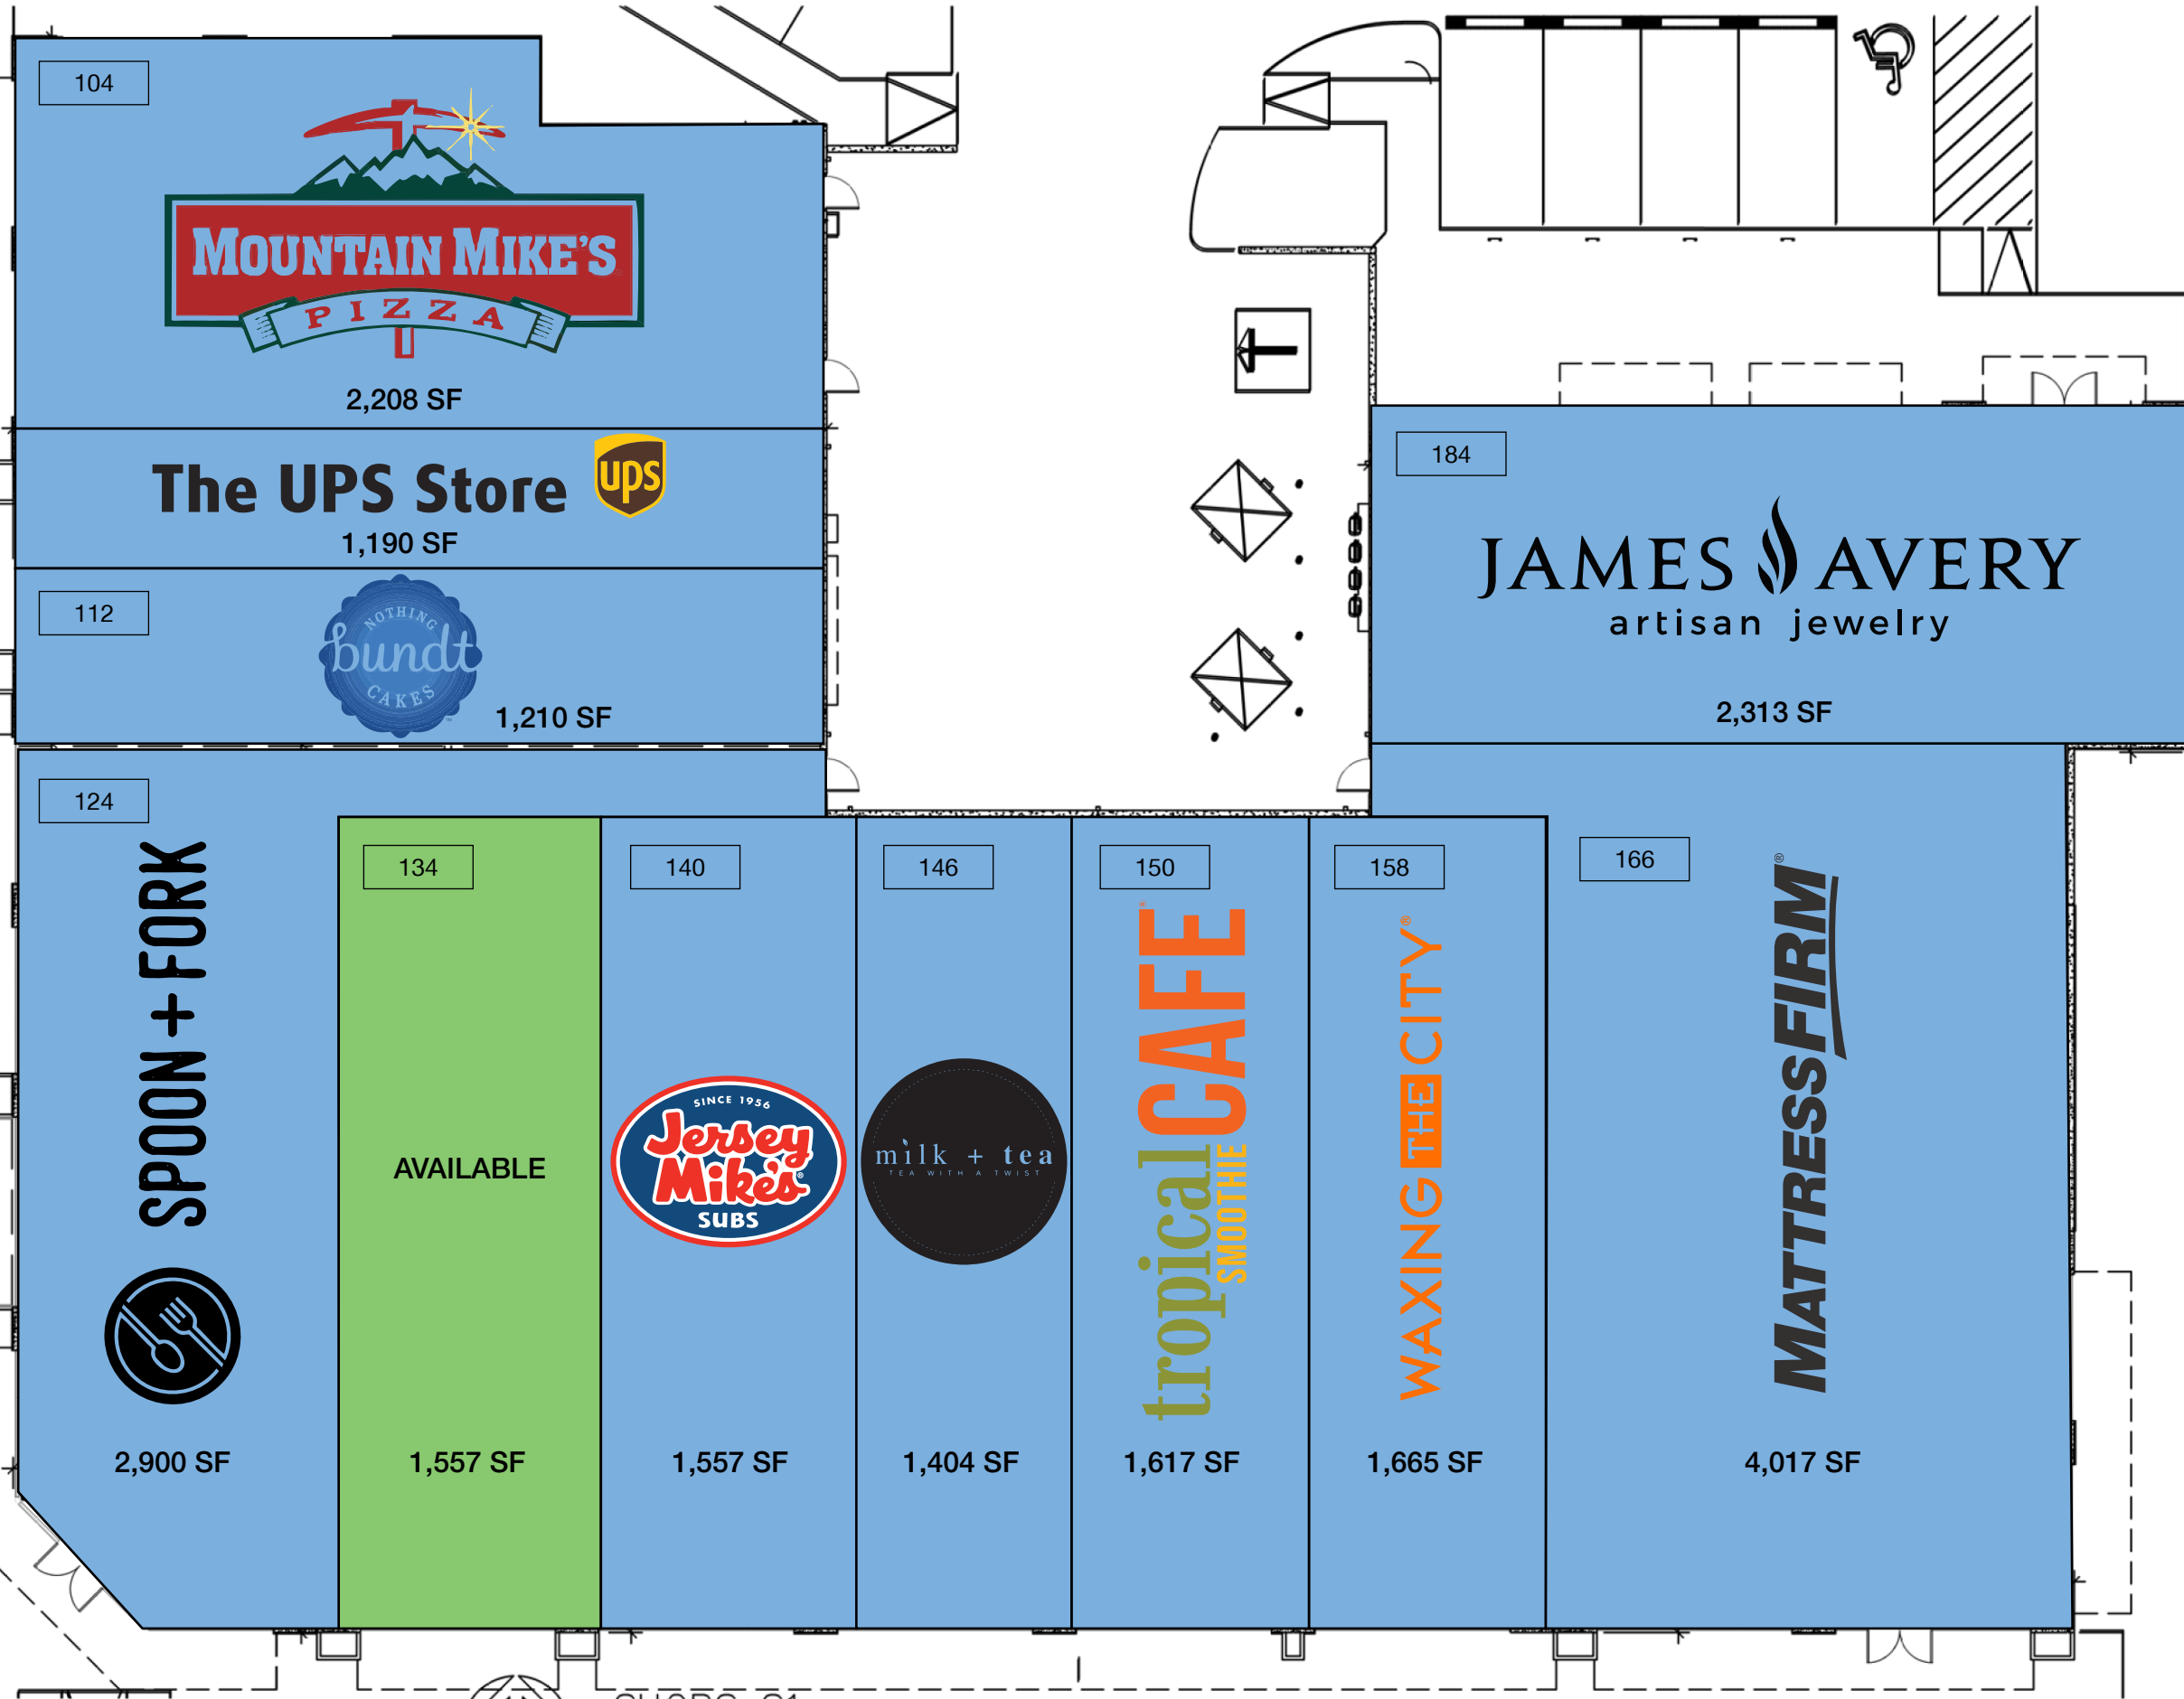 104
MOUNTAIN MIKE'S
PIZZA
2,208 SF
The UPS Store
ups
1,190 SF
112
NOTHING
bundt
CAKES
1,210 SF
184
JAMES AVERY
artisan jewelry
2,313 SF
124
SPOON + FORK
2,900 SF
134
AVAILABLE
1,557 SF
140
SINCE 1956
Jersey
Mike's®
SUBS
1,557 SF
146
milk + tea
TEA WITH A TWIST
1,404 SF
150
tropical
SMOOTHIE
CAFE
1,617 SF
158
WAXING THE CITY®
1,665 SF
166
MATTRESSFIRM®
4,017 SF